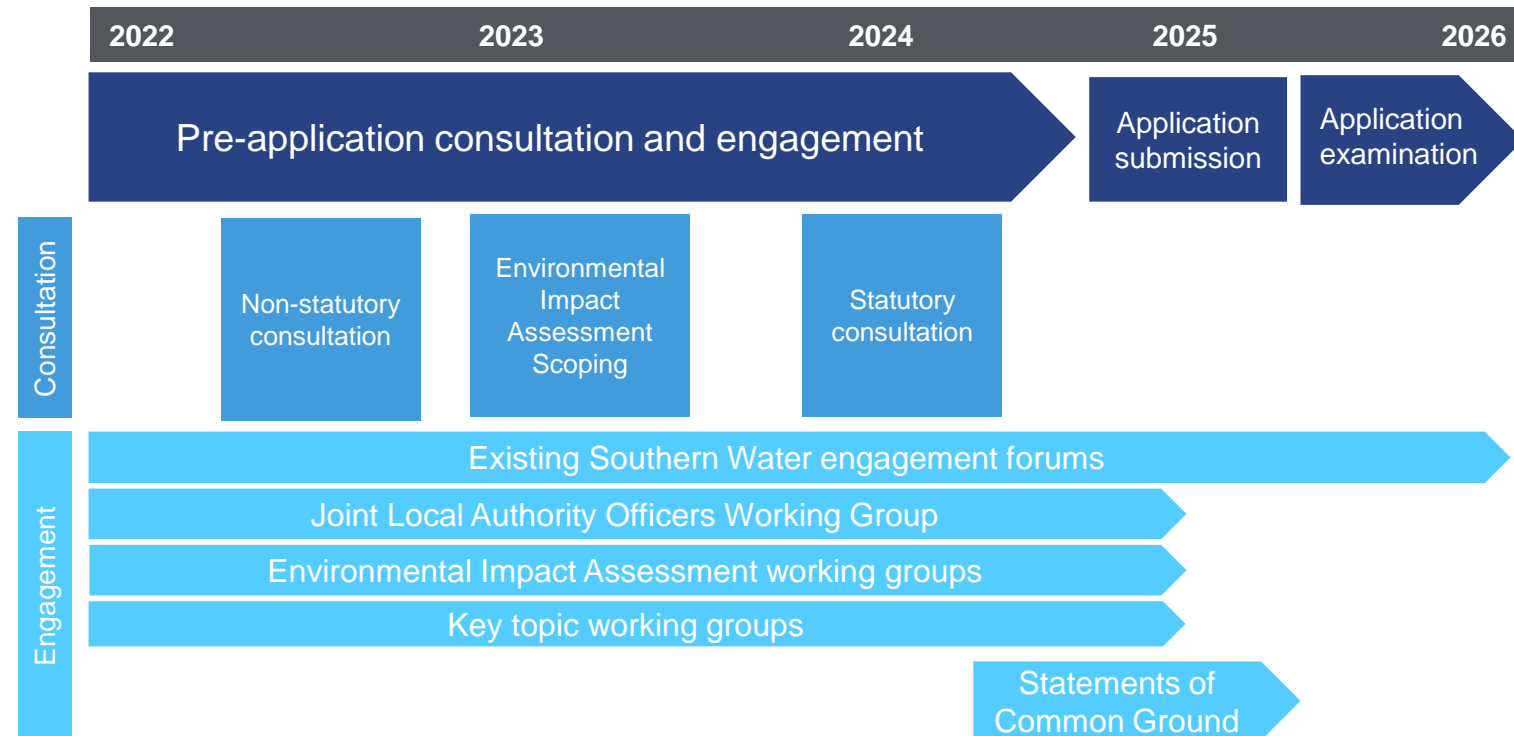 2022 2023 2024 2025 2026
Pre-application consultation and engagement
Application
submission
Application
examination
Consultation
Non-statutory
consultation
Environmental
Impact
Assessment
Scoping
Statutory
consultation
Engagement
Existing Southern Water engagement forums
Joint Local Authority Officers Working Group
Environmental Impact Assessment working groups
Key topic working groups
Statements of
Common Ground